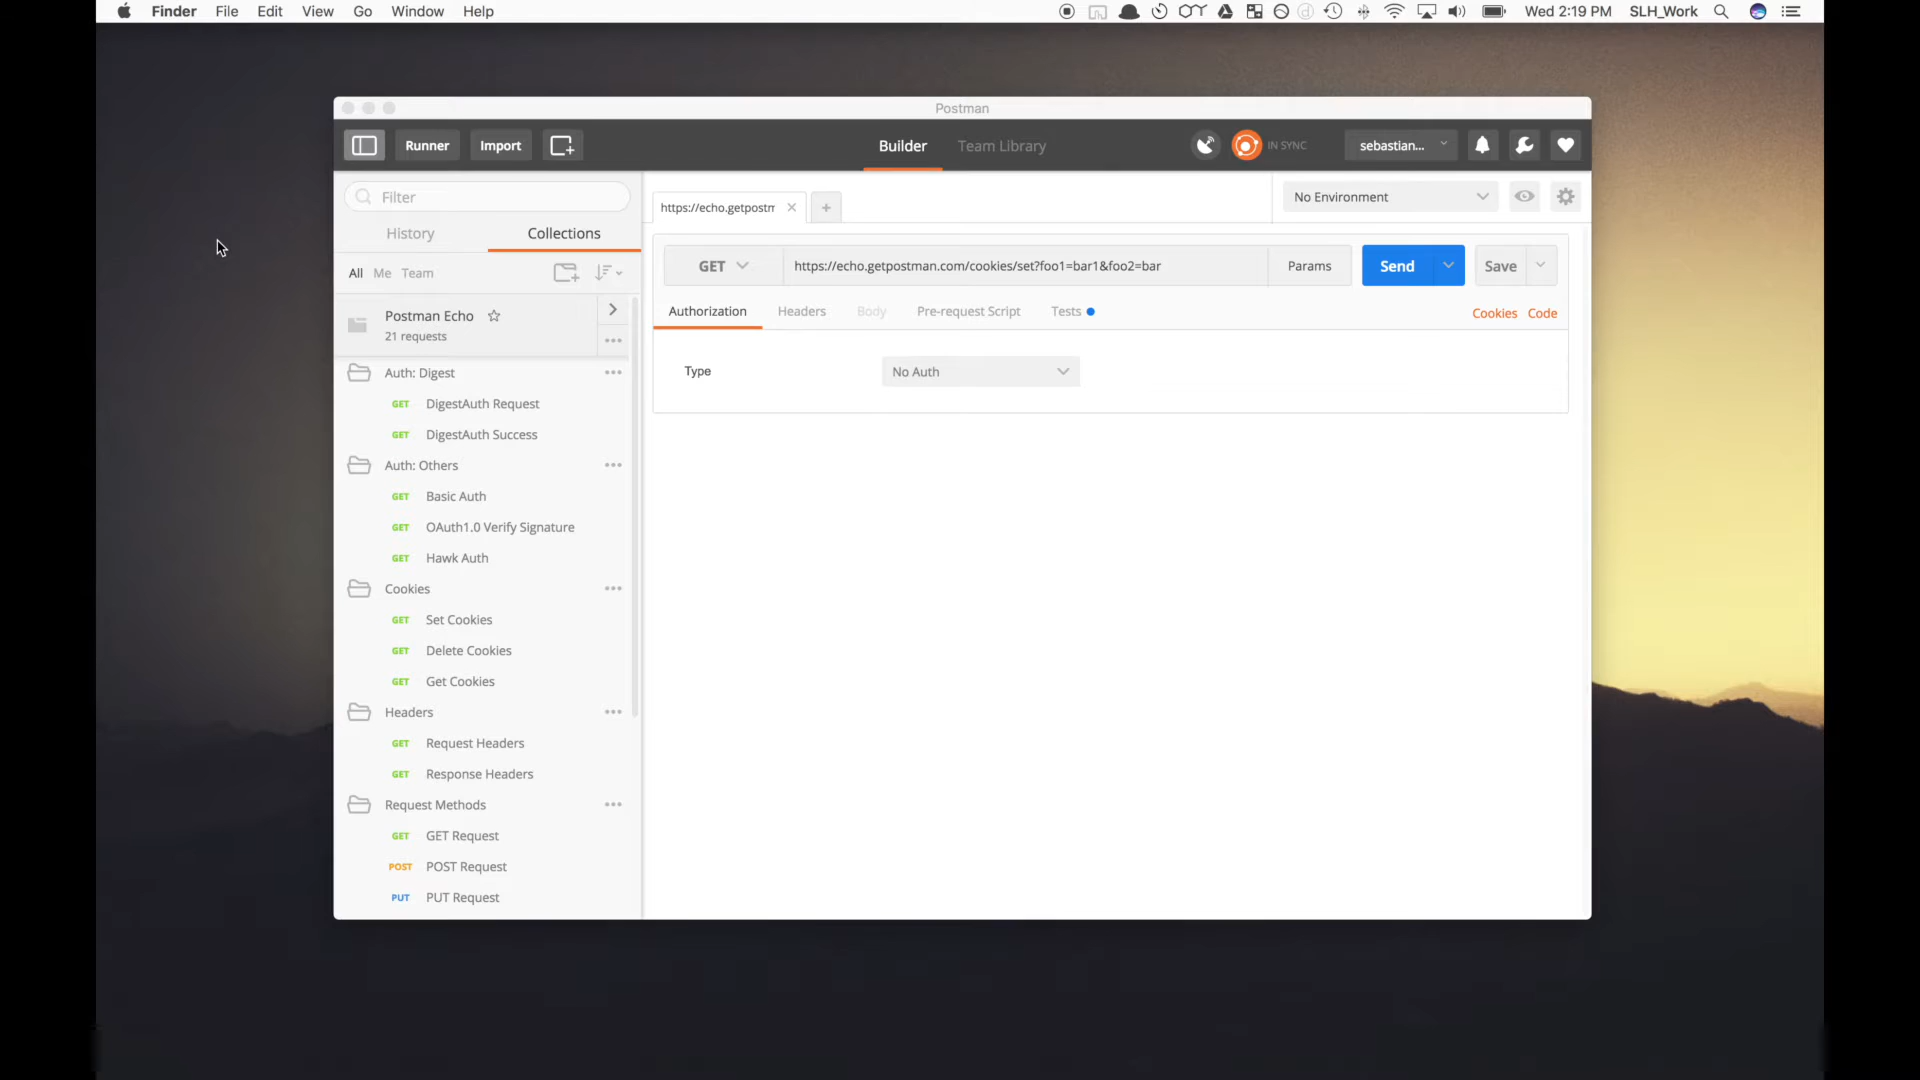 Finder File Edit View Go Window Help
Wed 2:19 PM SLH_Work
Postman
Runner Import
Builder Team Library
IN SYNC
sebastian...
Filter
https://echo.getpostm
No Environment
History Collections
All Me Team
GET https://echo.getpostman.com/cookies/set?foo1=bar1&foo2=bar Params Send Save
Postman Echo
21 requests
Authorization Headers Body Pre-request Script Tests
Cookies Code
Type No Auth
Auth: Digest
GET DigestAuth Request
GET DigestAuth Success
Auth: Others
GET Basic Auth
GET OAuth1.0 Verify Signature
GET Hawk Auth
Cookies
GET Set Cookies
GET Delete Cookies
GET Get Cookies
Headers
GET Request Headers
GET Response Headers
Request Methods
GET GET Request
POST POST Request
PUT PUT Request